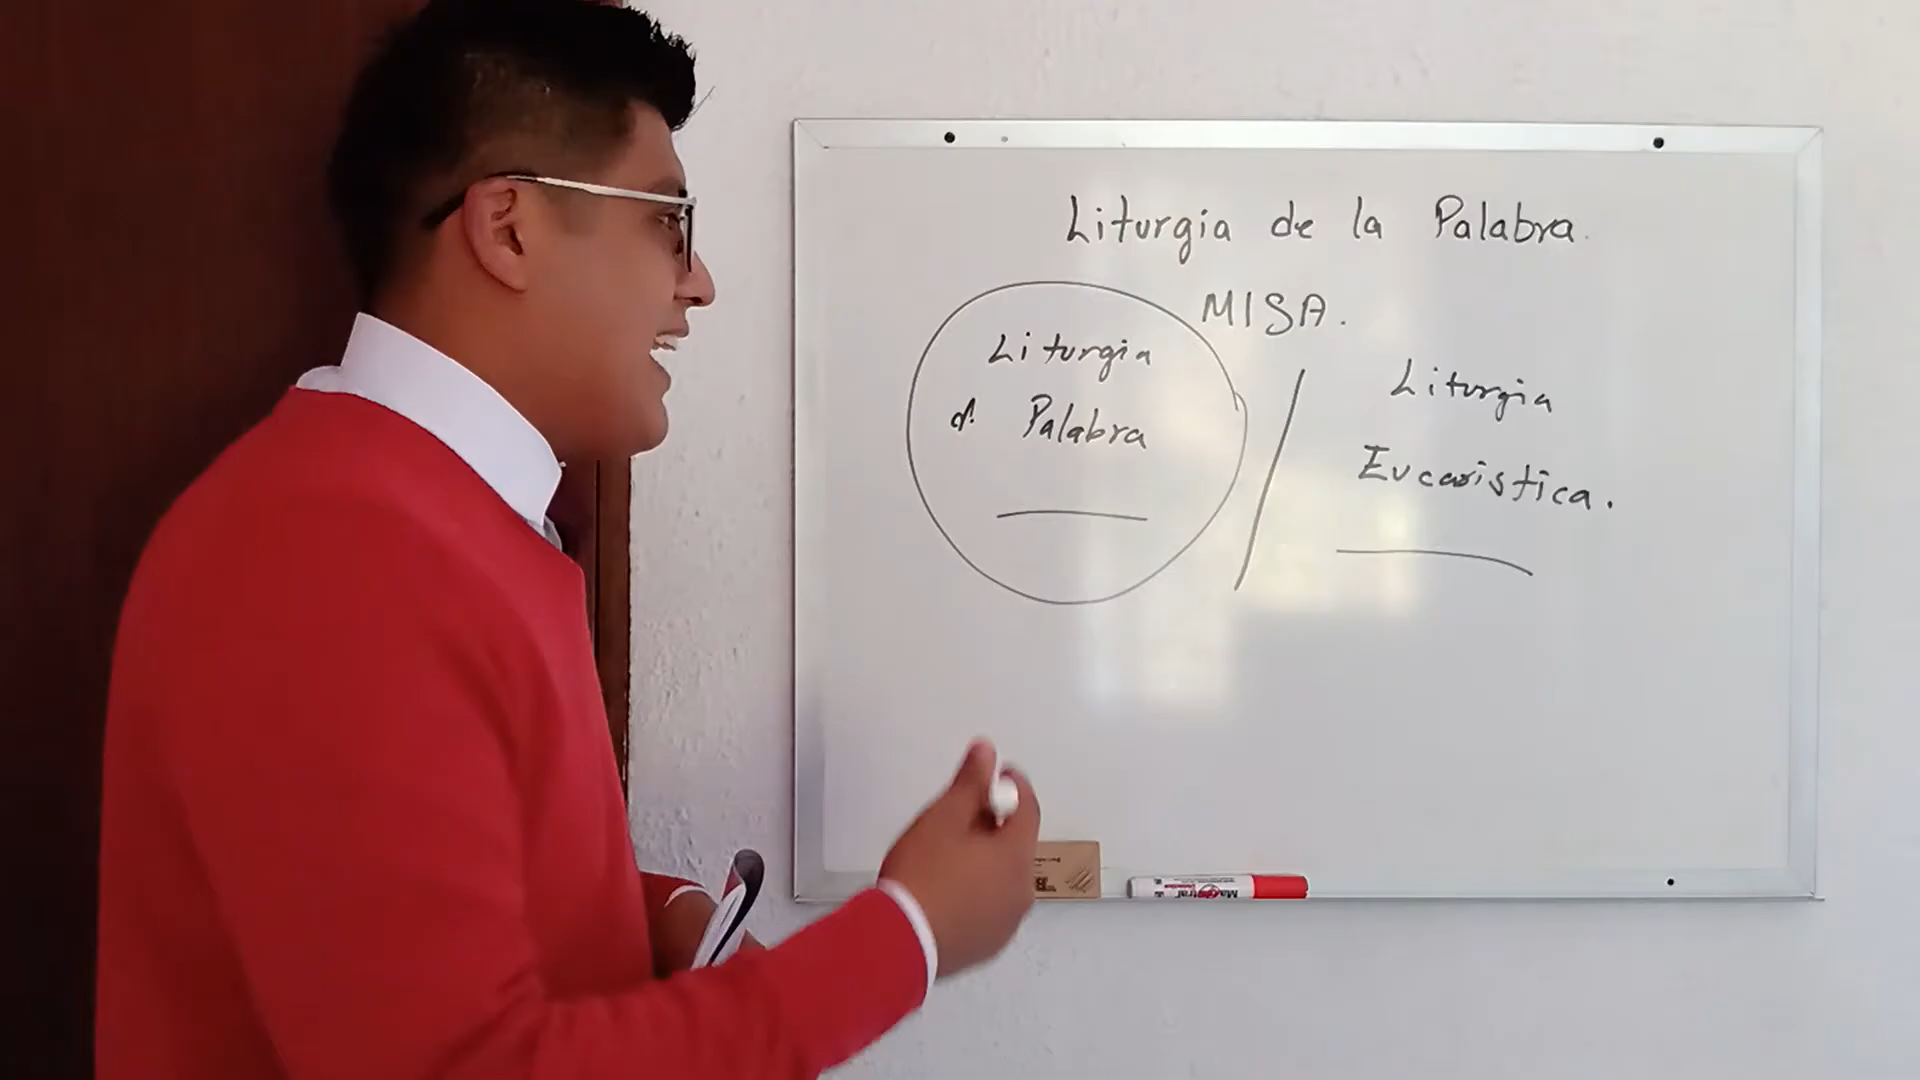 Liturgia de la Palabra.
MISA.
Liturgia
d. Palabra
Liturgia
Eucaristica.